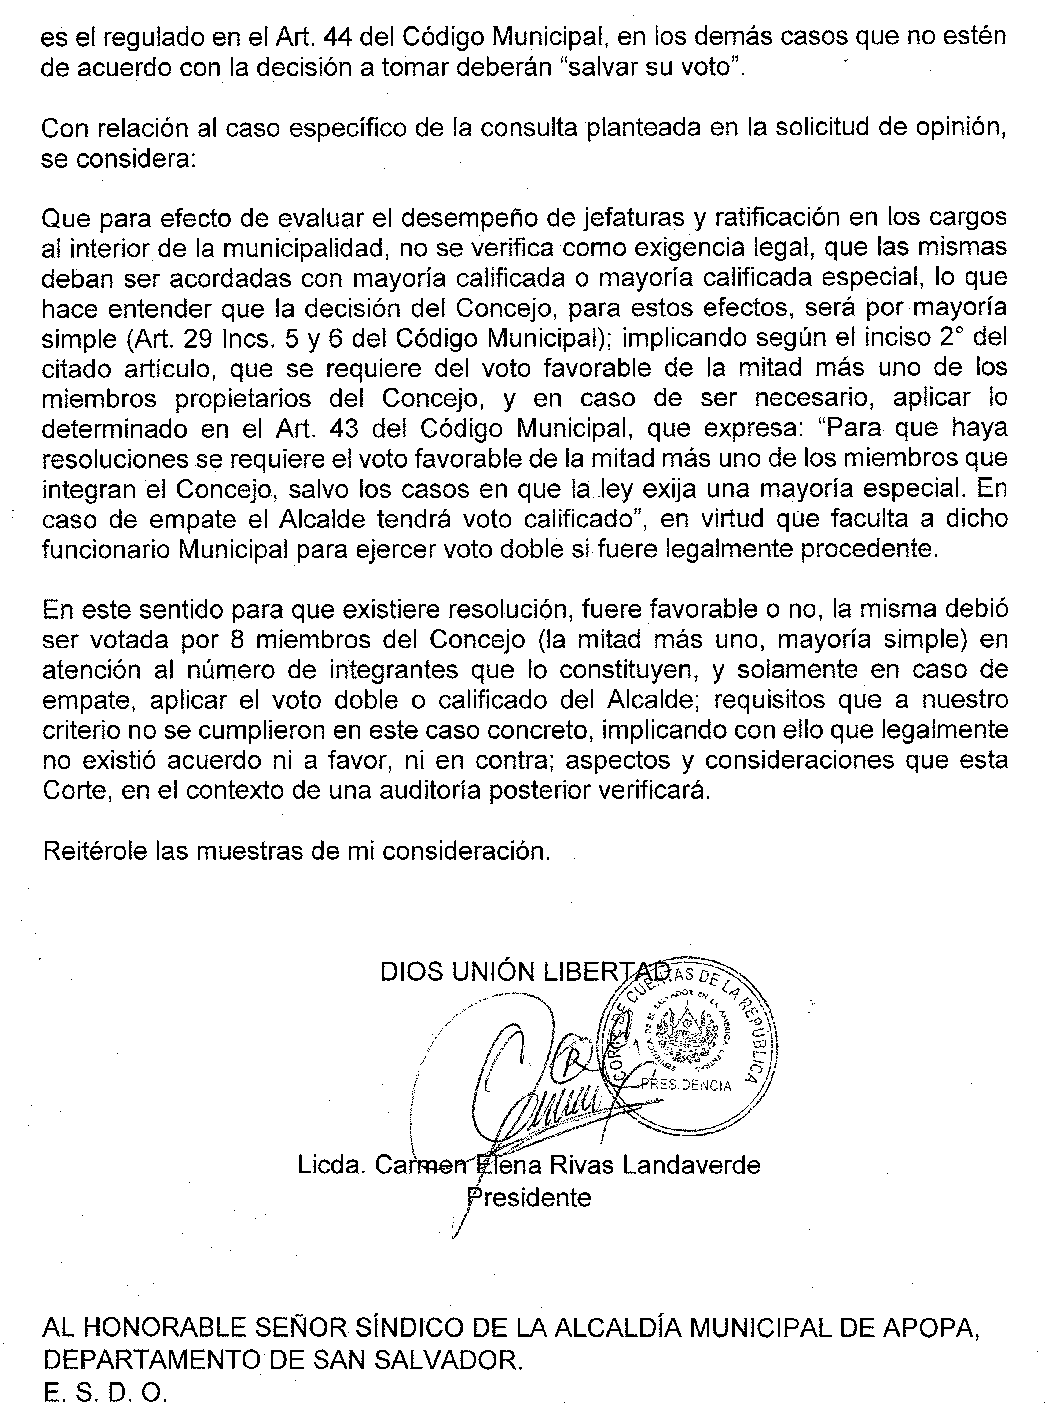 es el regulado en el Art. 44 del Código Municipal, en los demás casos que no estén
de acuerdo con la decisión a tomar deberán “salvar su voto”.
Con relación al caso específico de la consulta planteada en la solicitud de opinión,
se considera:
Que para efecto de evaluar el desempeño de jefaturas y ratificación en los cargos
al interior de la municipalidad, no se verifica como exigencia legal, que las mismas
deban ser acordadas con mayoría calificada o mayoría calificada especial, lo que
hace entender que la decisión del Concejo, para estos efectos, será por mayoría
simple (Art. 29 Incs. 5 y 6 del Código Municipal); implicando según el inciso 2° del
citado artículo, que se requiere del voto favorable de la mitad más uno de los
miembros propietarios del Concejo, y en caso de ser necesario, aplicar lo
determinado en el Art. 43 del Código Municipal, que expresa: “Para que haya
resoluciones se requiere el voto favorable de la mitad más uno de los miembros que
integran el Concejo, salvo los casos en que la ley exija una mayoría especial. En
caso de empate el Alcalde tendrá voto calificado”, en virtud que faculta a dicho
funcionario Municipal para ejercer voto doble si fuere legalmente procedente.
En este sentido para que existiere resolución, fuere favorable o no, la misma debió
ser votada por 8 miembros del Concejo (la mitad más uno, mayoría simple) en
atención al número de integrantes que lo constituyen, y solamente en caso de
empate, aplicar el voto doble o calificado del Alcalde; requisitos que a nuestro
criterio no se cumplieron en este caso concreto, implicando con ello que legalmente
no existió acuerdo ni a favor, ni en contra; aspectos y consideraciones que esta
Corte, en el contexto de una auditoría posterior verificará.
Reitérole las muestras de mi consideración.
DIOS UNIÓN LIBERTAD
CORTE DE CUENTAS DE LA REPUBLICA
PRESIDENCIA
Licda. Carmen Elena Rivas Landaverde
Presidente
AL HONORABLE SEÑOR SÍNDICO DE LA ALCALDÍA MUNICIPAL DE APOPA,
DEPARTAMENTO DE SAN SALVADOR.
E. S. D. O.